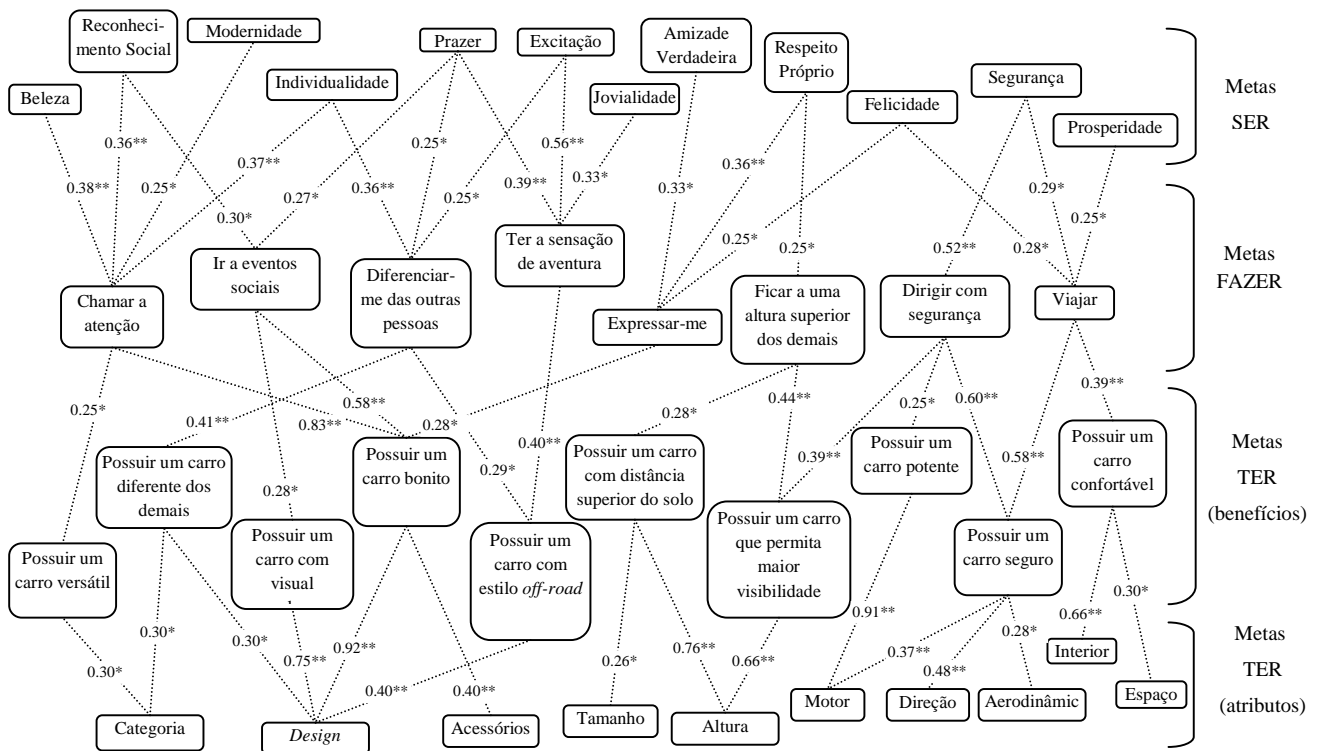 Reconheci-
mento Social
Modernidade
Prazer
Excitação
Amizade
Verdadeira
Respeito
Próprio
Segurança
Individualidade
Beleza
Jovialidade
Felicidade
Prosperidade
Metas
SER
0.36**
0.37**
0.25*
0.56**
0.36**
0.38**
0.25*
0.36**
0.39**
0.33*
0.33*
0.29*
0.27*
0.25*
0.25*
0.30*
0.25*
0.25*
0.52**
0.28*
Ir a eventos
sociais
Ter a sensação
de aventura
Chamar a
atenção
Diferenciar-
me das outras
pessoas
Expressar-me
Ficar a uma
altura superior
dos demais
Dirigir com
segurança
Viajar
Metas
FAZER
0.25*
0.41**
0.83**
0.58**
0.28*
0.40**
0.29*
0.28*
0.28*
0.44**
0.39**
0.25*
0.60**
0.58**
0.39**
Possuir um carro
diferente dos
demais
Possuir um
carro bonito
Possuir um carro
com distância
superior do solo
Possuir um
carro potente
Possuir um
carro
confortável
Possuir um
carro versátil
Possuir um
carro com
visual
Possuir um
carro com
estilo off-road
Possuir um carro
que permita
maior
visibilidade
Possuir um
carro seguro
Metas
TER
(benefícios)
0.30*
0.30*
0.30*
0.75**
0.92**
0.40**
0.40**
0.26*
0.76**
0.66**
0.91**
0.37**
0.48**
0.28*
0.66**
0.30*
Categoria
Design
Acessórios
Tamanho
Altura
Motor
Direção
Aerodinâmic
Interior
Espaço
Metas
TER
(atributos)